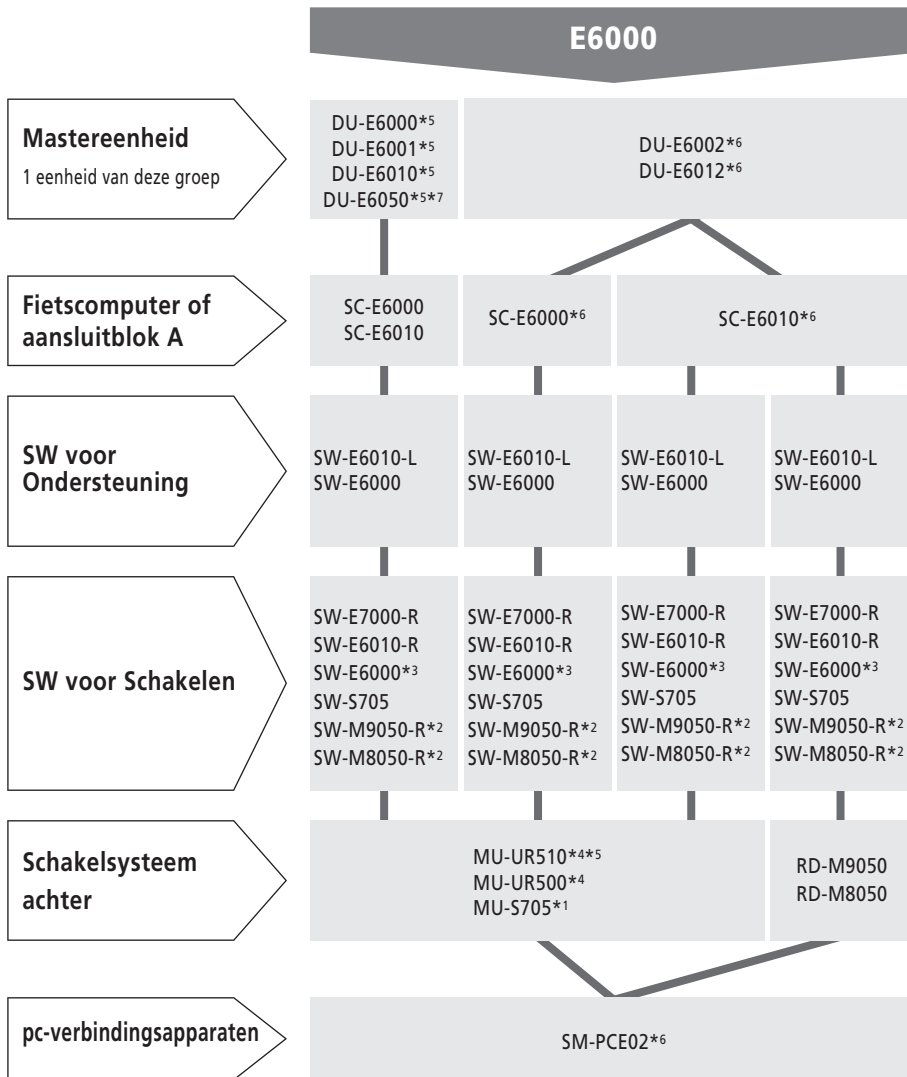 E6000
Mastereenheid
1 eenheid van deze groep
DU-E6000*5
DU-E6001*5
DU-E6010*5
DU-E6050*5*7
DU-E6002*6
DU-E6012*6
Fietscomputer of
aansluitblok A
SC-E6000
SC-E6010
SC-E6000*6
SC-E6010*6
SW voor
Ondersteuning
SW-E6010-L
SW-E6000
SW-E6010-L
SW-E6000
SW-E6010-L
SW-E6000
SW-E6010-L
SW-E6000
SW voor Schakelen
SW-E7000-R
SW-E6010-R
SW-E6000*3
SW-S705
SW-M9050-R*2
SW-M8050-R*2
SW-E7000-R
SW-E6010-R
SW-E6000*3
SW-S705
SW-M9050-R*2
SW-M8050-R*2
SW-E7000-R
SW-E6010-R
SW-E6000*3
SW-S705
SW-M9050-R*2
SW-M8050-R*2
SW-E7000-R
SW-E6010-R
SW-E6000*3
SW-S705
SW-M9050-R*2
SW-M8050-R*2
Schakelsysteem
achter
MU-UR510*4*5
MU-UR500*4
MU-S705*1
RD-M9050
RD-M8050
pc-verbindingsapparaten
SM-PCE02*6